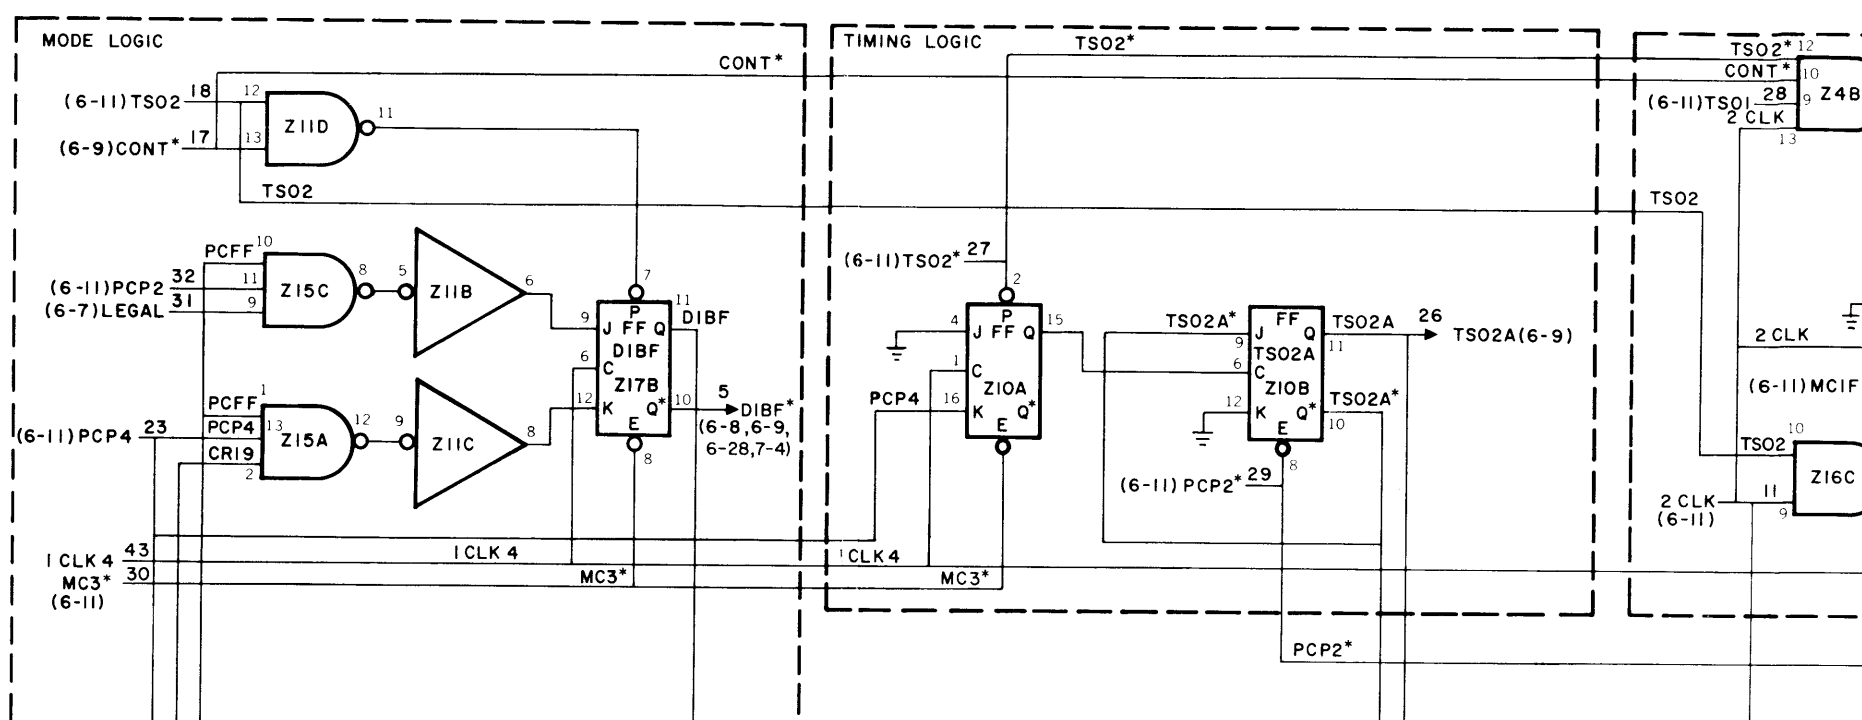 MODE LOGIC
TIMING LOGIC
TSO2*
TSO2* 12
CONT*
CONT* 10
(6-11)TSO2 18 12
Z11D
11
(6-9)CONT* 17 13
(6-11)TSO1 28 9
Z4B
2 CLK
13
TSO2
TSO2
PCFF 10
(6-11)PCP2 32 11
(6-7)LEGAL 31 9
Z15C
8
5
Z11B
6
7
11
DIBF
9
P
J FF Q
DIBF
6
C
Z17B
12
K Q*
E
8
10
5
DIBF*
(6-8,6-9,
6-28,7-4)
PCFF
1
(6-11)PCP4 23
PCP4
13
CR19
2
Z15A
12
9
Z11C
8
(6-11)TSO2* 27
2
4
P
J FF Q
15
1
C
Z10A
PCP4
16
K Q*
E
TSO2A*
9
FF
J Q
TSO2A
6
C
Z10B
12
K Q*
E
8
TSO2A
11
26
TSO2A(6-9)
TSO2A*
10
(6-11)PCP2* 29
2 CLK
(6-11)MC1F
TSO2
10
Z16C
2 CLK
(6-11)
11
9
1 CLK 4 43
1 CLK 4
1 CLK 4
MC3* 30
(6-11)
MC3*
MC3*
PCP2*